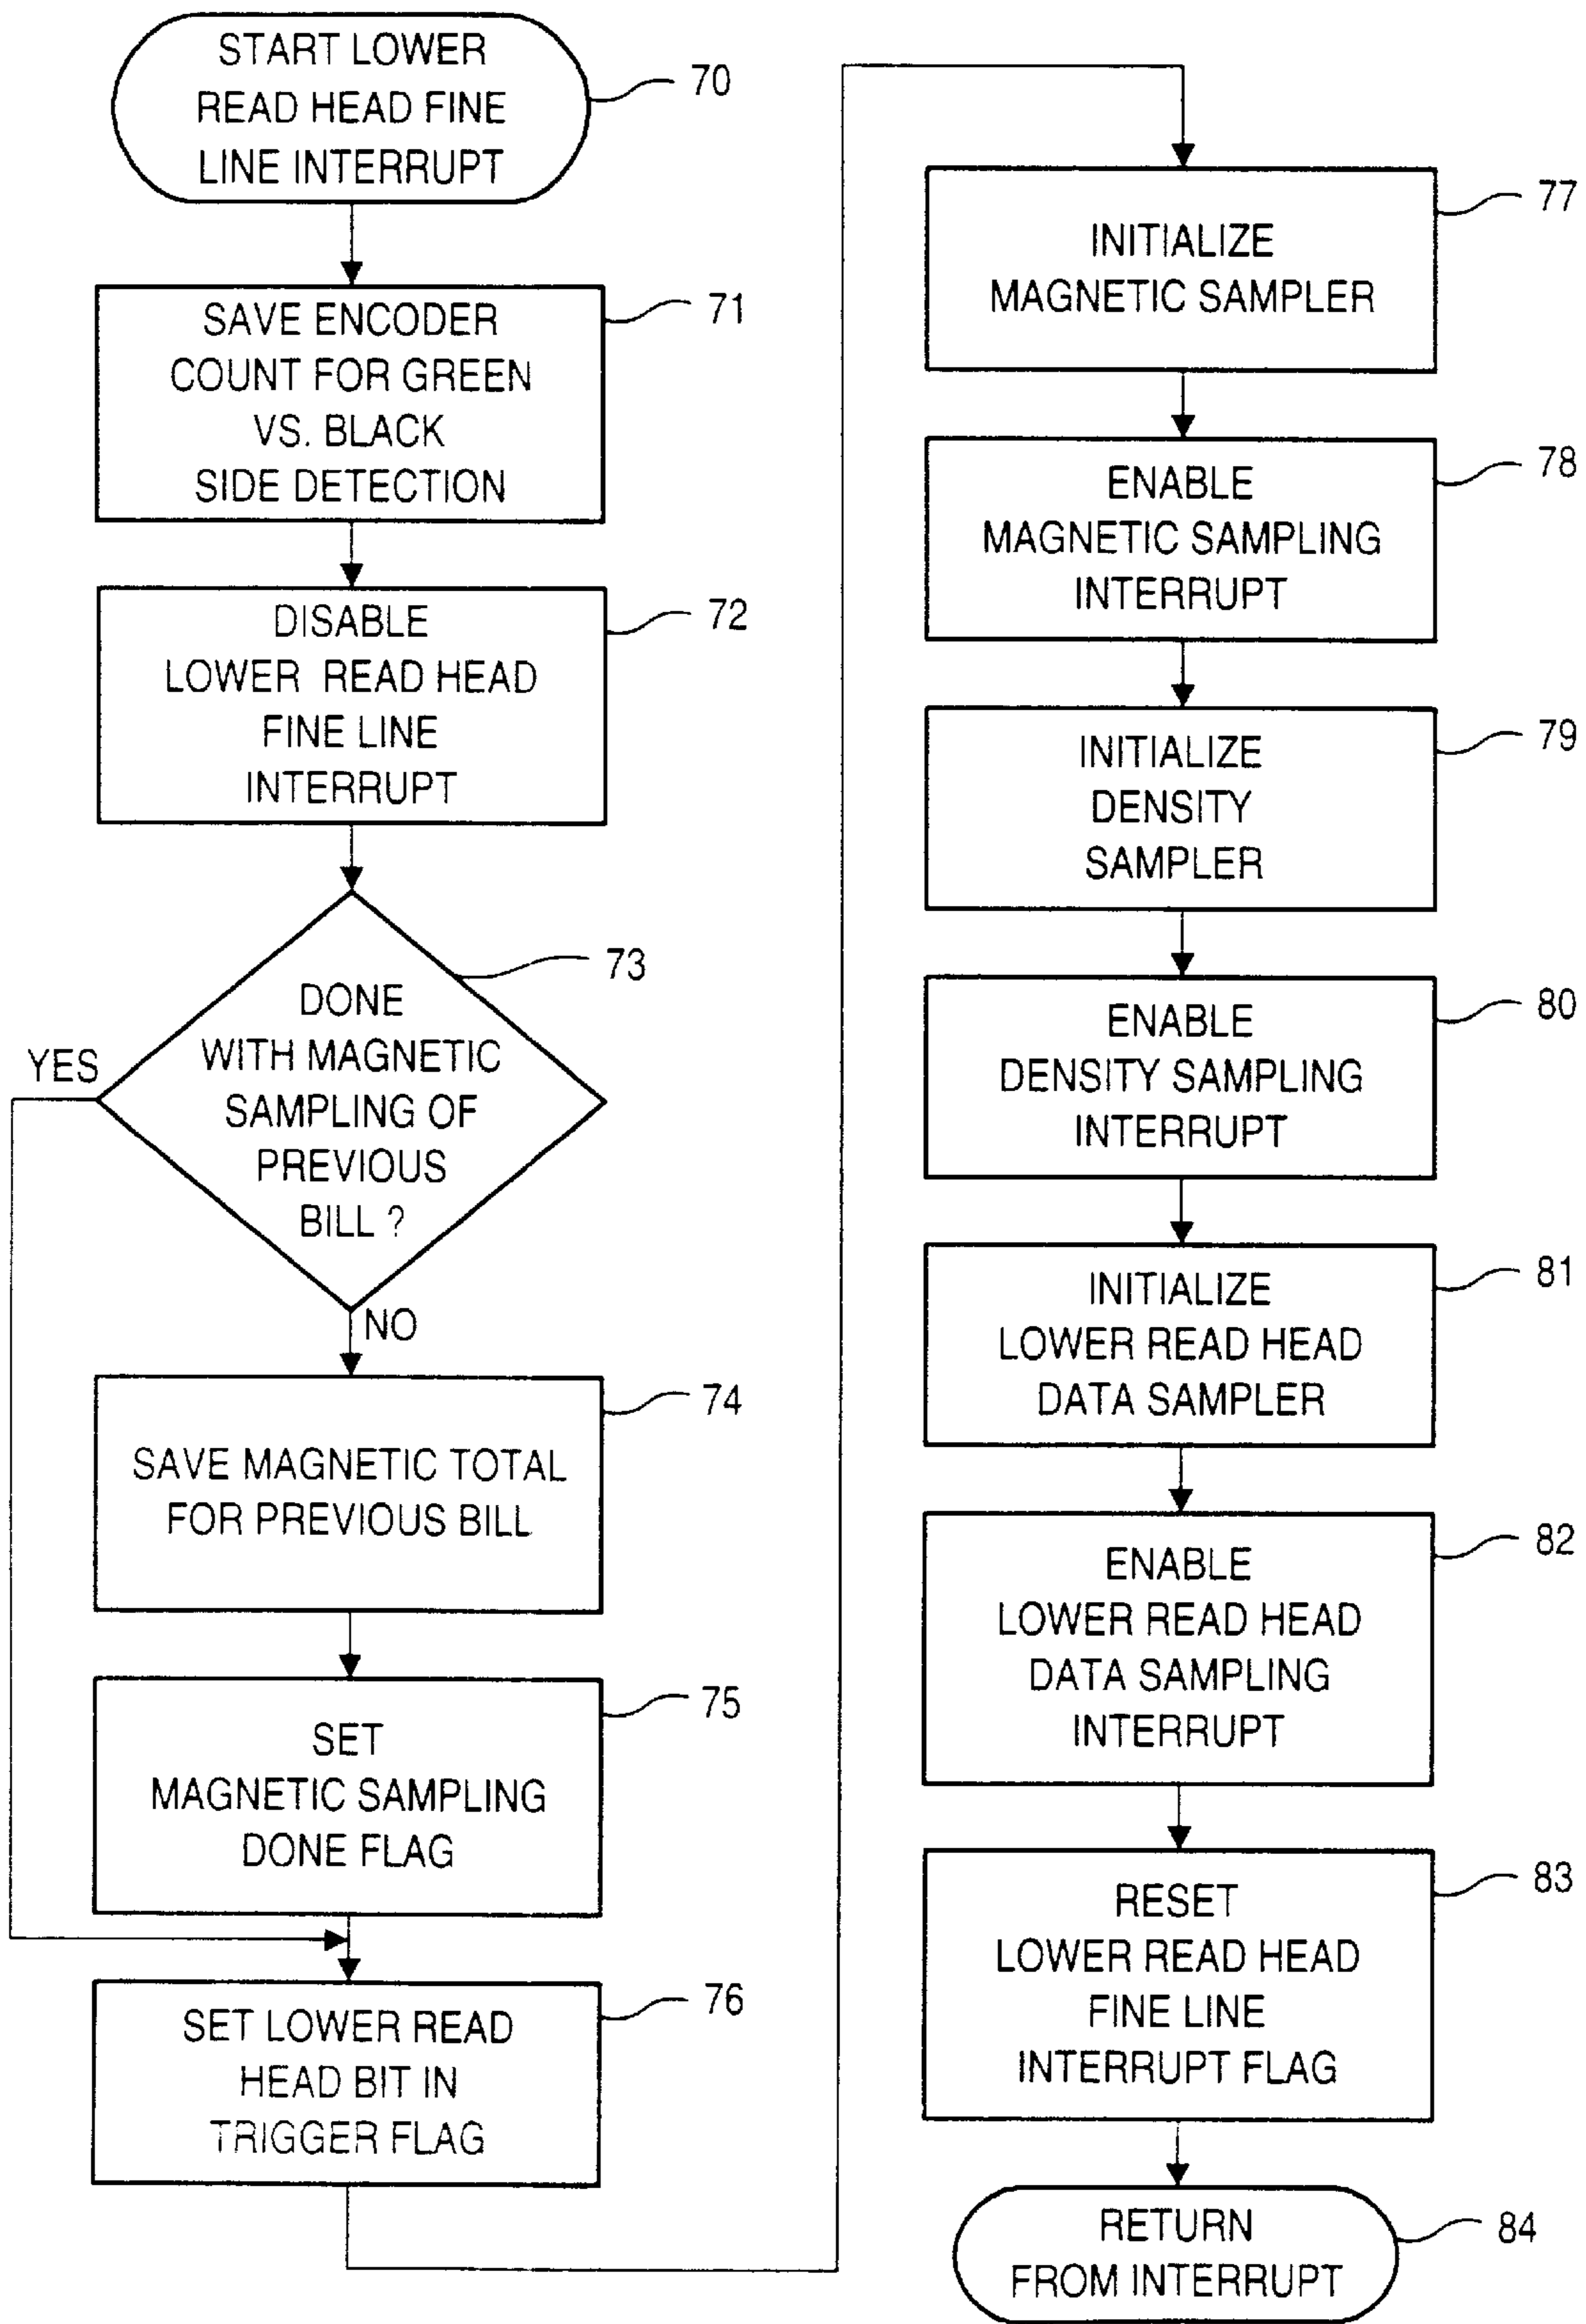 START LOWER
READ HEAD FINE
LINE INTERRUPT
70
SAVE ENCODER
COUNT FOR GREEN
VS. BLACK
SIDE DETECTION
71
DISABLE
LOWER READ HEAD
FINE LINE
INTERRUPT
72
DONE
WITH MAGNETIC
SAMPLING OF
PREVIOUS
BILL ?
73
YES
NO
SAVE MAGNETIC TOTAL
FOR PREVIOUS BILL
74
SET
MAGNETIC SAMPLING
DONE FLAG
75
SET LOWER READ
HEAD BIT IN
TRIGGER FLAG
76
INITIALIZE
MAGNETIC SAMPLER
77
ENABLE
MAGNETIC SAMPLING
INTERRUPT
78
INITIALIZE
DENSITY
SAMPLER
79
ENABLE
DENSITY SAMPLING
INTERRUPT
80
INITIALIZE
LOWER READ HEAD
DATA SAMPLER
81
ENABLE
LOWER READ HEAD
DATA SAMPLING
INTERRUPT
82
RESET
LOWER READ HEAD
FINE LINE
INTERRUPT FLAG
83
RETURN
FROM INTERRUPT
84